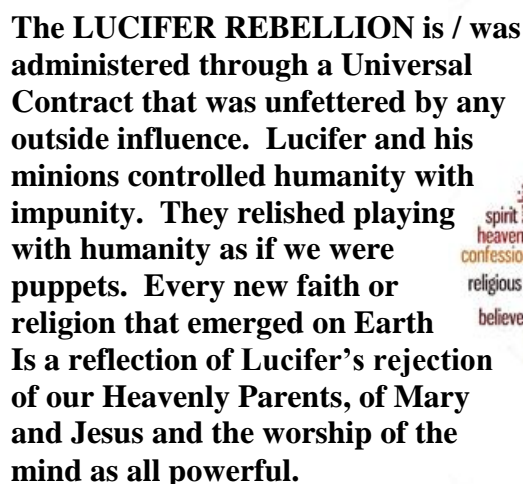 The LUCIFER REBELLION is / was
administered through a Universal
Contract that was unfettered by any
outside influence.  Lucifer and his
minions controlled humanity with
impunity.  They relished playing
with humanity as if we were
puppets.  Every new faith or
religion that emerged on Earth
Is a reflection of Lucifer’s rejection
of our Heavenly Parents, of Mary
and Jesus and the worship of the
mind as all powerful.
spirit
heaven
confessio
religious
believe